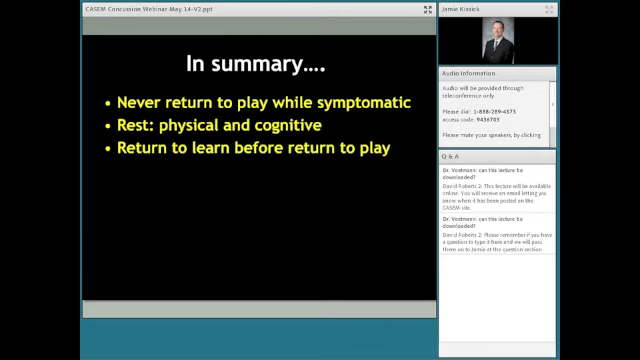 CASEM Concussion Webinar May 14-V2.ppt
In summary....
• Never return to play while symptomatic
• Rest: physical and cognitive
• Return to learn before return to play
Jamie Kissick
Audio Information
Audio will be provided through
teleconference only.
Please dial: 1-888-289-4573
access code: 9436703
Please mute your speakers, by clicking
Q & A
Dr. Vostmann: can this lecture be
downloaded?
David Roberts 2: This lecture will be available
online. You will receive an email letting you
know when it has been posted on the
CASEM site.
Dr. Vostmann: can this lecture be
downloaded?
David Roberts 2: Please remember if you have
a question to type it here and we will pass
them on to Jamie at the question section.